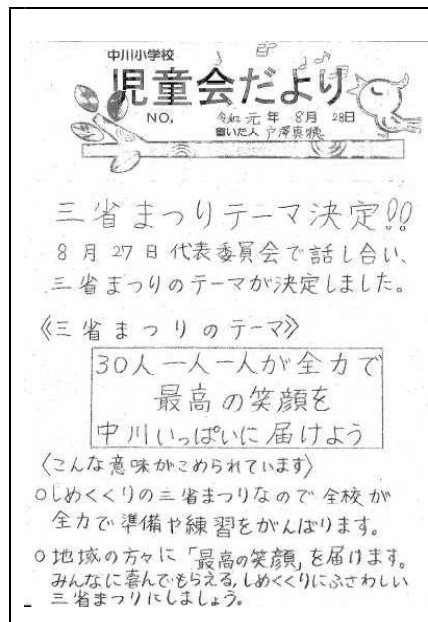 中川小学校
児童会だより
NO.
令和元年 8月 28日
書いた人 戸澤真穂
三省まつりテーマ決定!!
8月27日代表委員会で話し合い、
三省まつりのテーマが決定しました。
《三省まつりのテーマ》
30人一人一人が全力で
最高の笑顔を
中川いっぱいに届けよう
〈こんな意味がこめられています〉
○しめくくりの三省まつりなので全校が
全力で準備や練習をがんばります。
○地域の方々に「最高の笑顔」を届けます。
みんなに喜んでもらえる,しめくくりにふさわしい
三省まつりにしましょう。